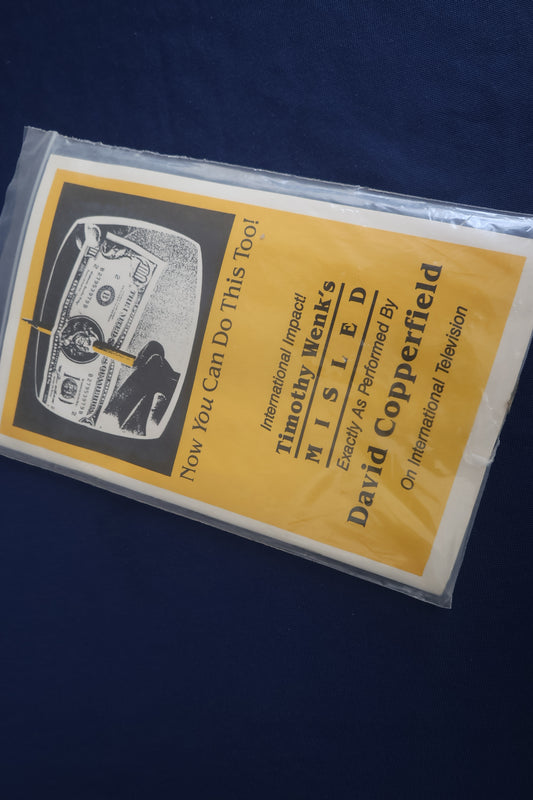 Now You Can Do This Too!
International Impact!
Timothy Wenk's
MISLED
Exactly As Performed By
David Copperfield
On International Television